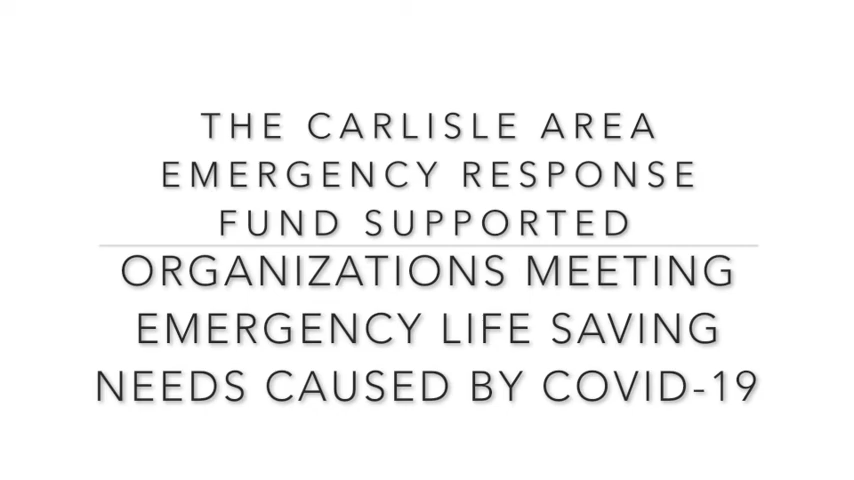 THE CARLISLE AREA
EMERGENCY RESPONSE
FUND SUPPORTED
ORGANIZATIONS MEETING
EMERGENCY LIFE SAVING
NEEDS CAUSED BY COVID-19